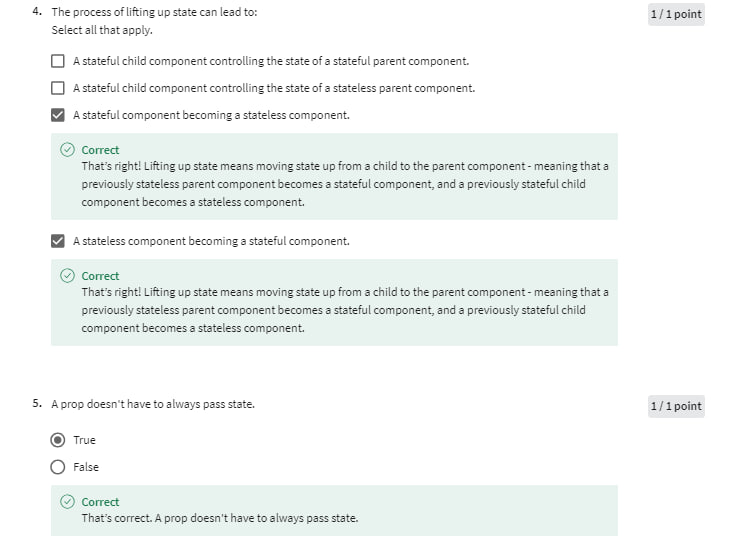 4. The process of lifting up state can lead to:
1 / 1 point
Select all that apply.
A stateful child component controlling the state of a stateful parent component.
A stateful child component controlling the state of a stateless parent component.
A stateful component becoming a stateless component.
Correct
That's right! Lifting up state means moving state up from a child to the parent component - meaning that a
previously stateless parent component becomes a stateful component, and a previously stateful child
component becomes a stateless component.
A stateless component becoming a stateful component.
Correct
That's right! Lifting up state means moving state up from a child to the parent component - meaning that a
previously stateless parent component becomes a stateful component, and a previously stateful child
component becomes a stateless component.
5. A prop doesn't have to always pass state.
1 / 1 point
True
False
Correct
That's correct. A prop doesn't have to always pass state.